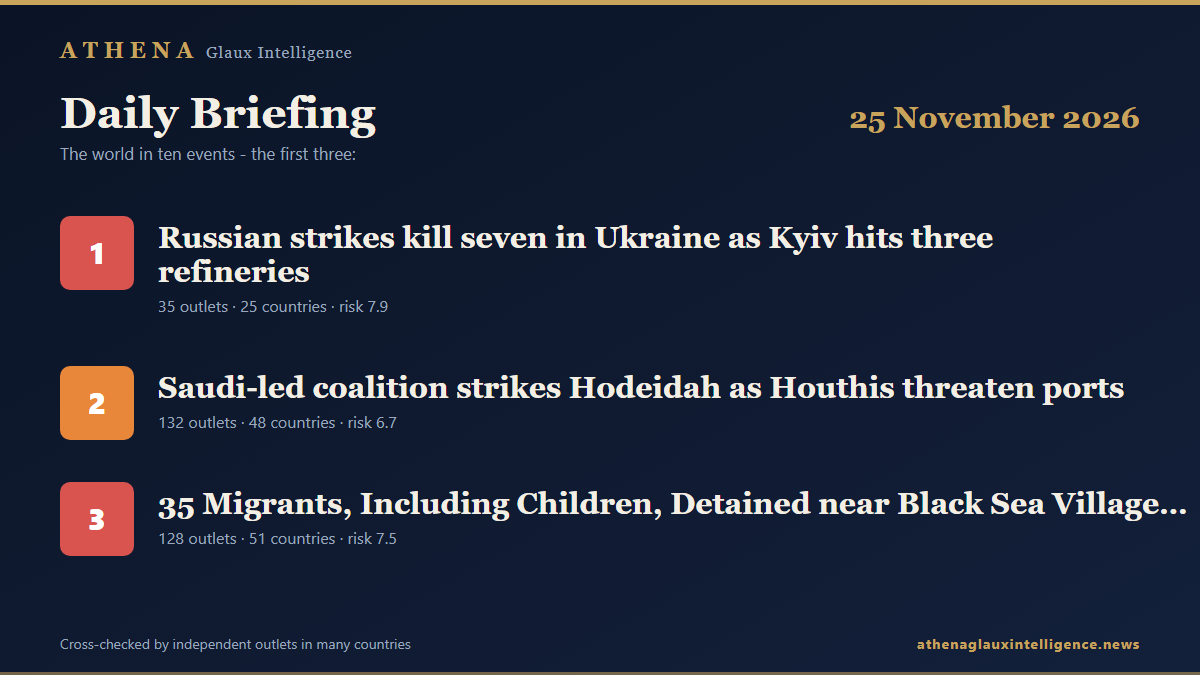 ATHENA Glaux Intelligence
Daily Briefing
25 November 2026
The world in ten events - the first three:
1
Russian strikes kill seven in Ukraine as Kyiv hits three
refineries
35 outlets · 25 countries · risk 7.9
2
Saudi-led coalition strikes Hodeidah as Houthis threaten ports
132 outlets · 48 countries · risk 6.7
3
35 Migrants, Including Children, Detained near Black Sea Village...
128 outlets · 51 countries · risk 7.5
Cross-checked by independent outlets in many countries
athenaglauxintelligence.news